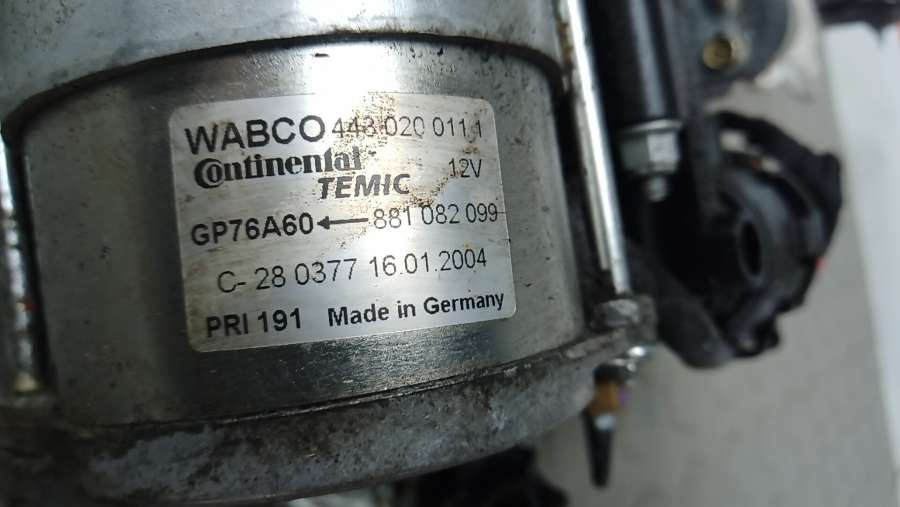 WABCO 443 020 011 1
Continental 12V
TEMIC
GP76A60 ← 881 082 099
C- 28 0377 16.01.2004
PRI 191 Made in Germany